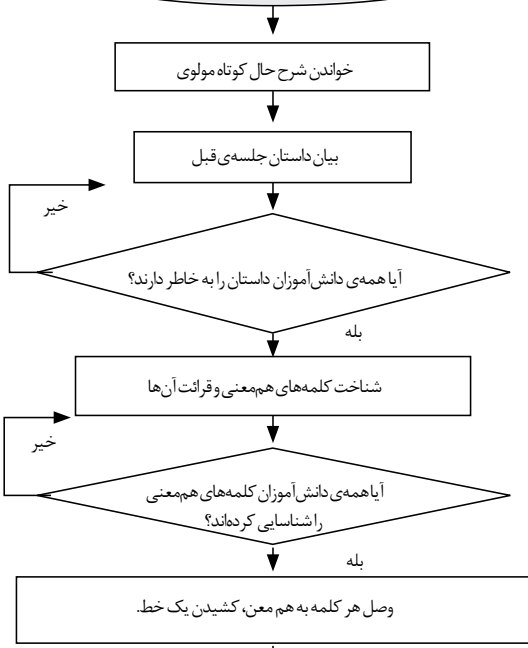 خواندن شرح حال کوتاه مولوی
بیان داستان جلسه‌ی قبل
خیر
آیا همه‌ی دانش‌آموزان داستان را به خاطر دارند؟
بله
شناخت کلمه‌های هم‌معنی و قرائت آن‌ها
خیر
آیا همه‌ی دانش‌آموزان کلمه‌های هم‌معنی
را شناسایی کرده‌اند؟
بله
وصل هر کلمه به هم معن، کشیدن یک خط.